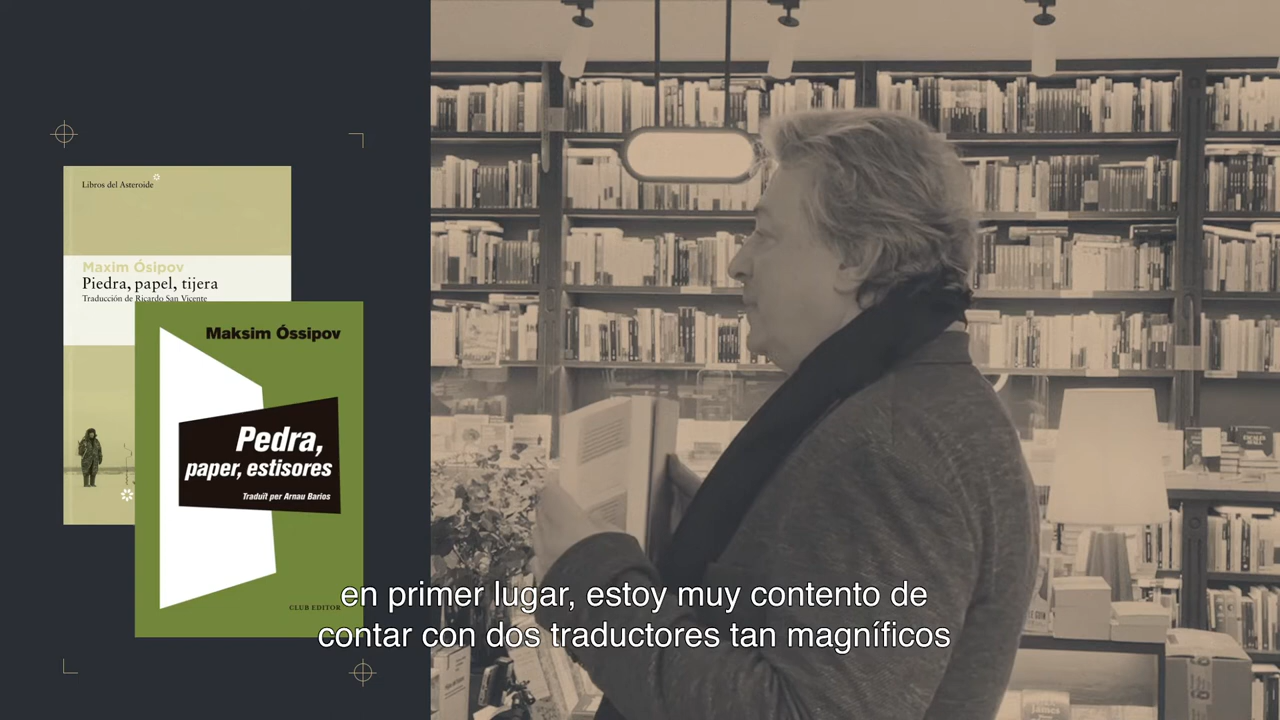 Libros del Asteroide
Maxim Ósipov
Piedra, papel, tijera
Traducción de Ricardo San Vicente
Maksim Óssipov
Pedra,
paper, estisores
Traduït per Arnau Barios
CLUB EDITOR
en primer lugar, estoy muy contento de
contar con dos traductores tan magníficos